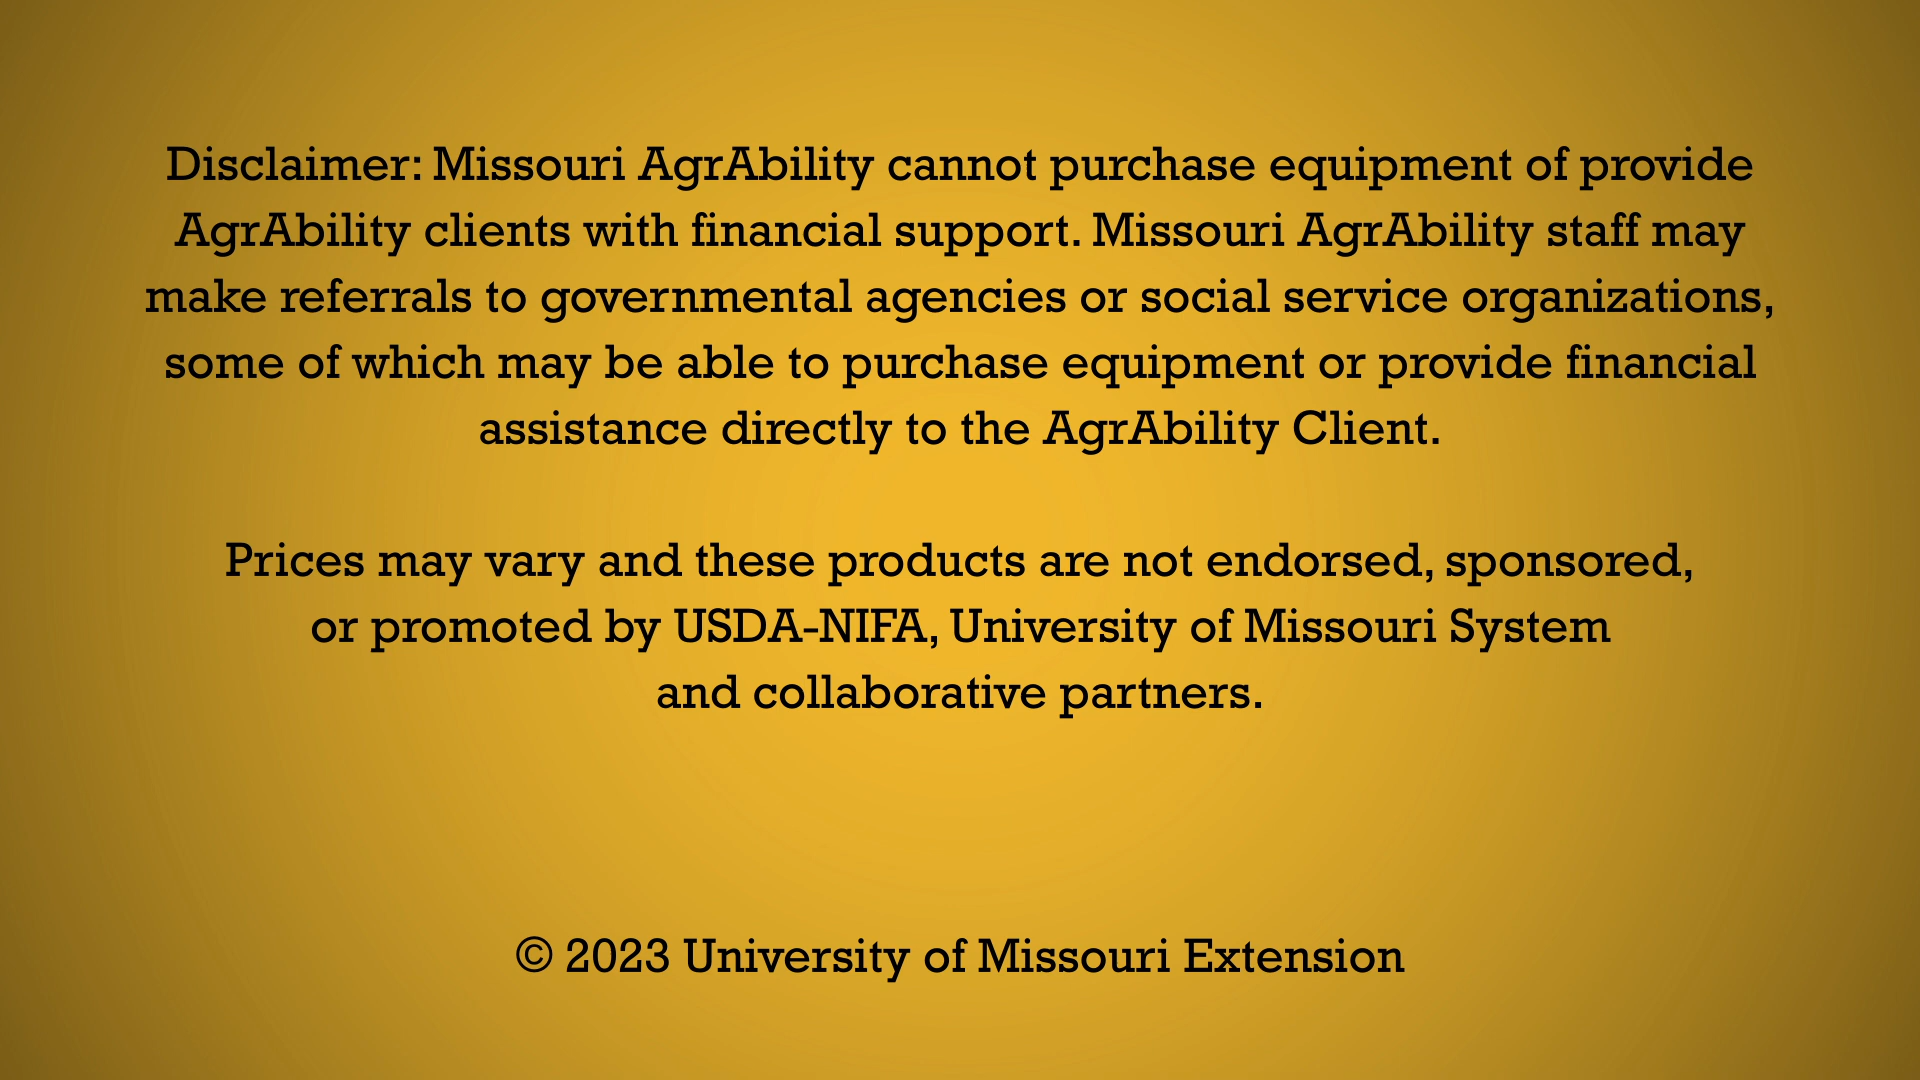 Disclaimer: Missouri AgrAbility cannot purchase equipment of provide
AgrAbility clients with financial support. Missouri AgrAbility staff may
make referrals to governmental agencies or social service organizations,
some of which may be able to purchase equipment or provide financial
assistance directly to the AgrAbility Client.
Prices may vary and these products are not endorsed, sponsored,
or promoted by USDA-NIFA, University of Missouri System
and collaborative partners.
© 2023 University of Missouri Extension